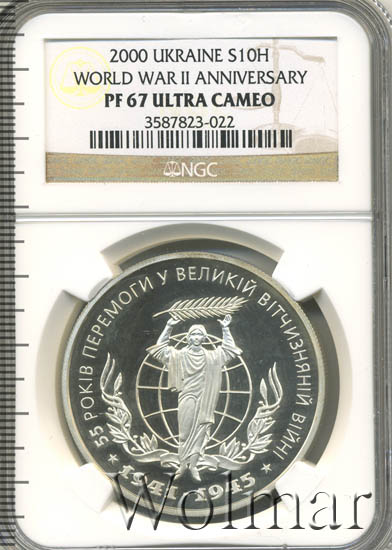 2000 UKRAINE S10H
WORLD WAR II ANNIVERSARY
PF 67 ULTRA CAMEO
3587823-022
NGC
55 РОКІВ ПЕРЕМОГИ У ВЕЛИКІЙ ВІТЧИЗНЯНІЙ ВІЙНІ
1941 1945
Wolmar